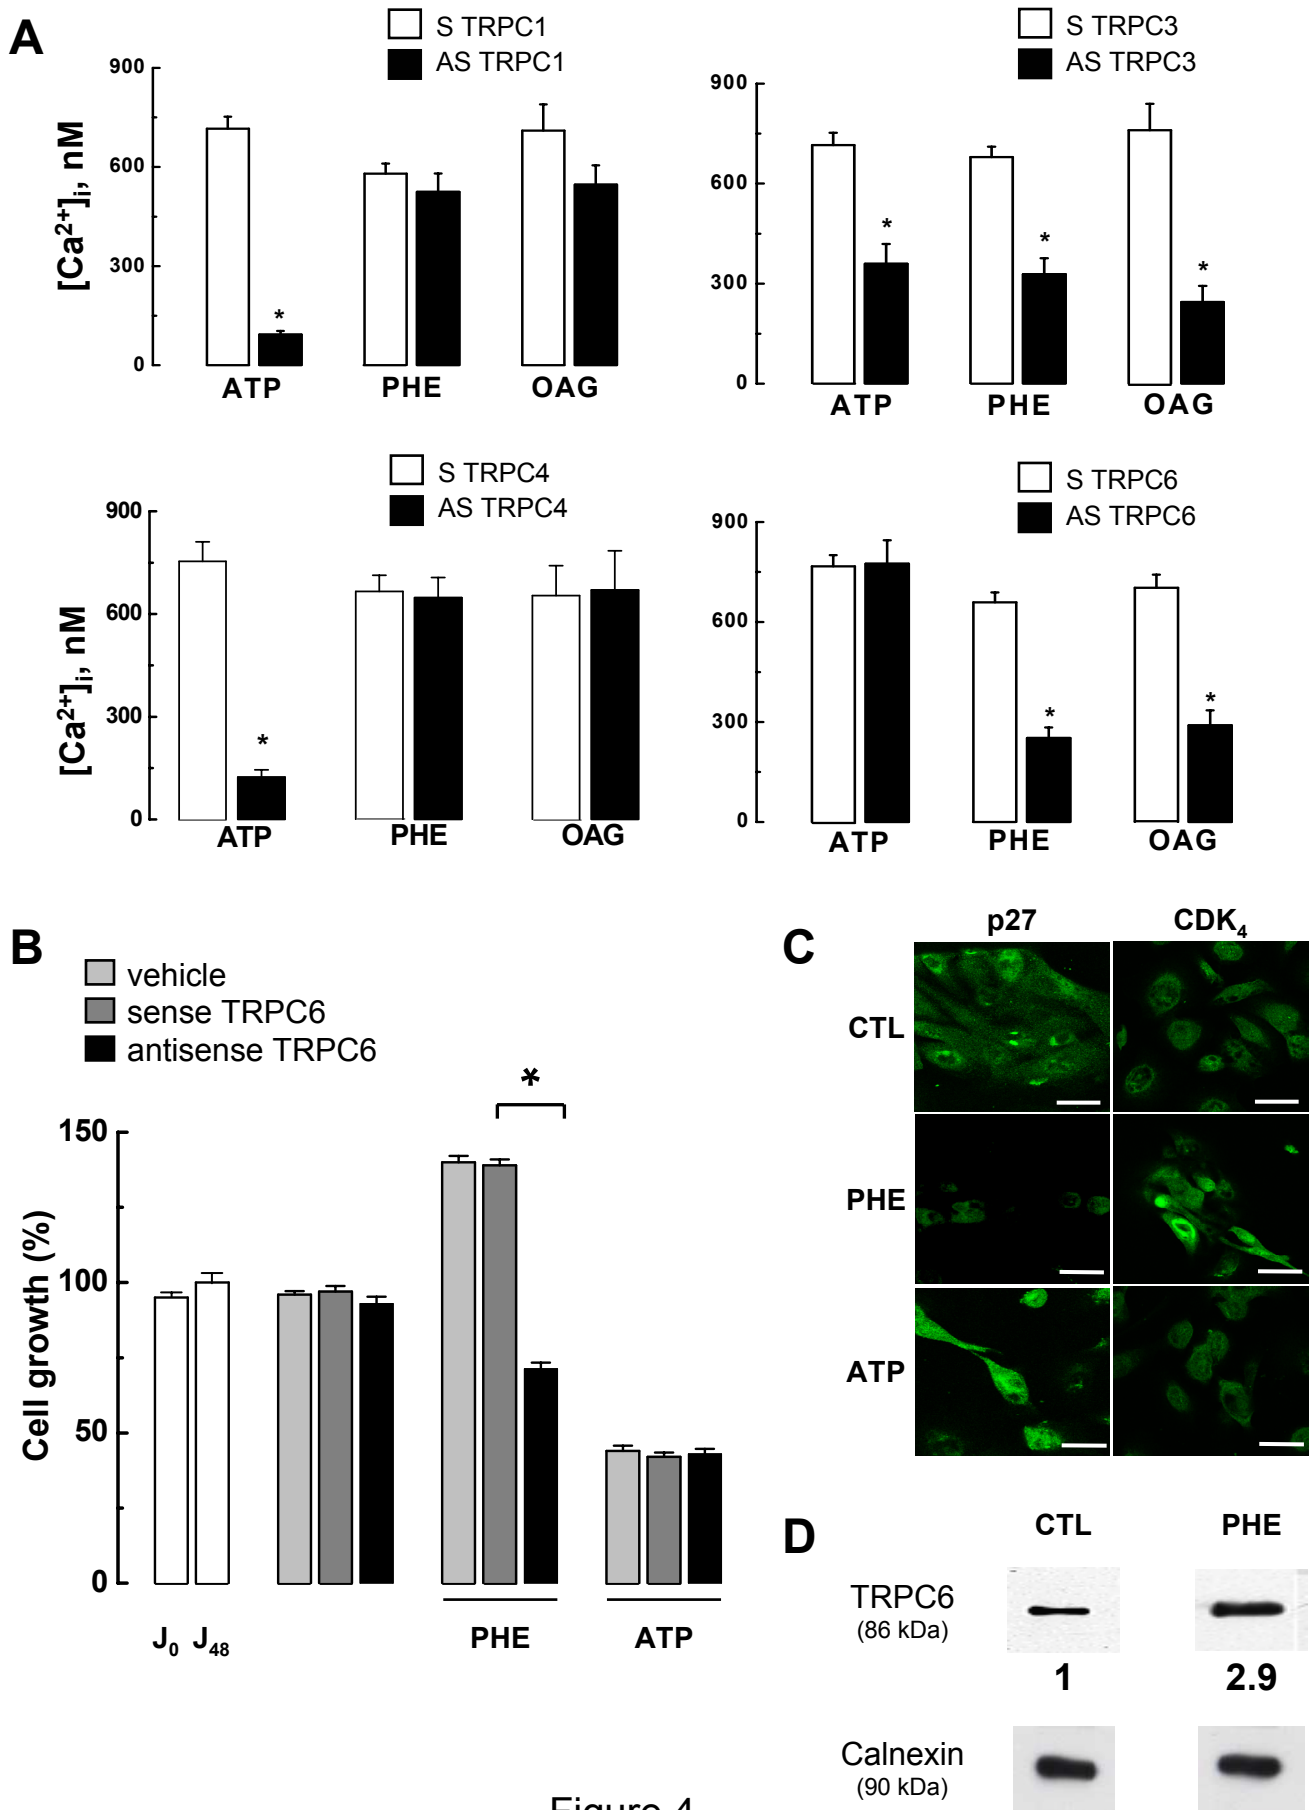 A
S TRPC1
AS TRPC1
900
600
300
0
[Ca²⁺]ᵢ, nM
*
ATP PHE OAG
S TRPC3
AS TRPC3
900
600
300
0
* * *
ATP PHE OAG
S TRPC4
AS TRPC4
900
600
300
0
[Ca²⁺]ᵢ, nM
*
ATP PHE OAG
S TRPC6
AS TRPC6
900
600
300
0
* *
ATP PHE OAG
B
vehicle
sense TRPC6
antisense TRPC6
*
150
100
50
0
Cell growth (%)
J₀ J₄₈ PHE ATP
C
p27 CDK₄
CTL
PHE
ATP
D
CTL PHE
TRPC6
(86 kDa)
1 2.9
Calnexin
(90 kDa)
Figure 4